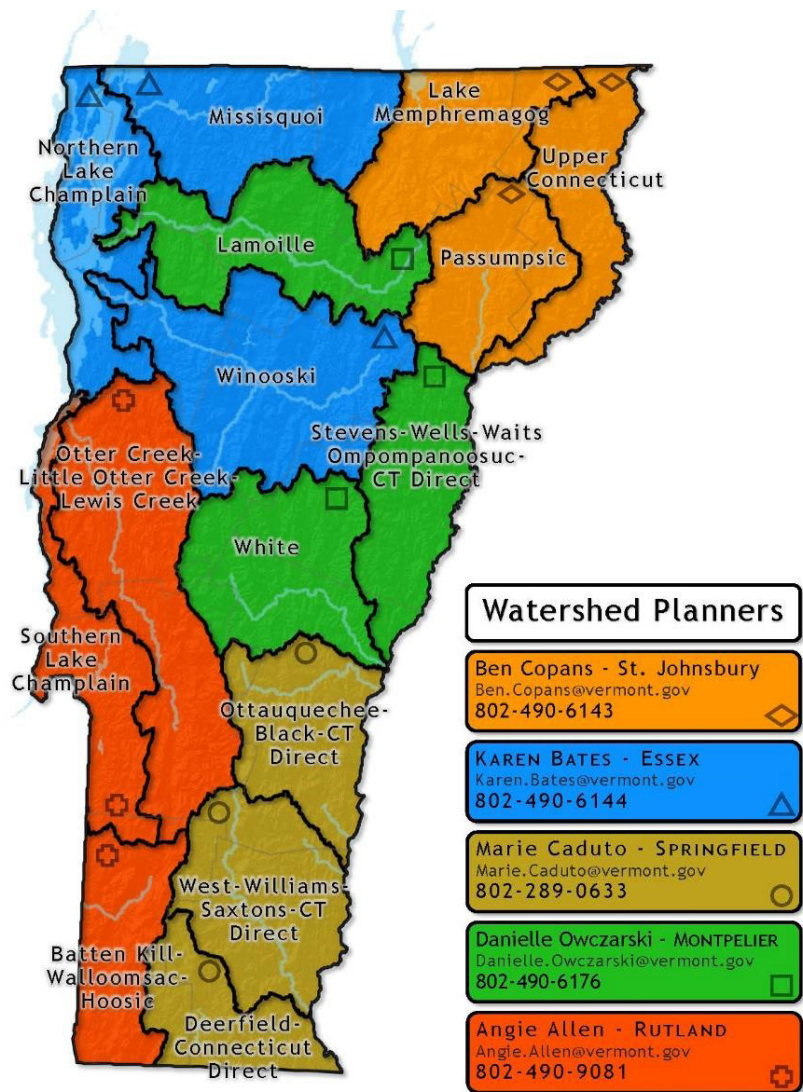 Lake
Memphremagog
Missisquoi
Upper
Connecticut
Northern
Lake
Champlain
Lamoille
Passumpsic
Winooski
Stevens-Wells-Waits
Ompompanoosuc-
CT Direct
Otter Creek-
Little Otter Creek-
Lewis Creek
White
Southern
Lake
Champlain
Ottauquechee-
Black-CT
Direct
West-Williams-
Saxtons-CT
Direct
Batten Kill-
Walloomsac-
Hoosic
Deerfield-
Connecticut
Direct
Watershed Planners
Ben Copans - St. Johnsbury
Ben.Copans@vermont.gov
802-490-6143
KAREN BATES - ESSEX
Karen.Bates@vermont.gov
802-490-6144
Marie Caduto - SPRINGFIELD
Marie.Caduto@vermont.gov
802-289-0633
Danielle Owczarski - MONTPELIER
Danielle.Owczarski@vermont.gov
802-490-6176
Angie Allen - RUTLAND
Angie.Allen@vermont.gov
802-490-9081